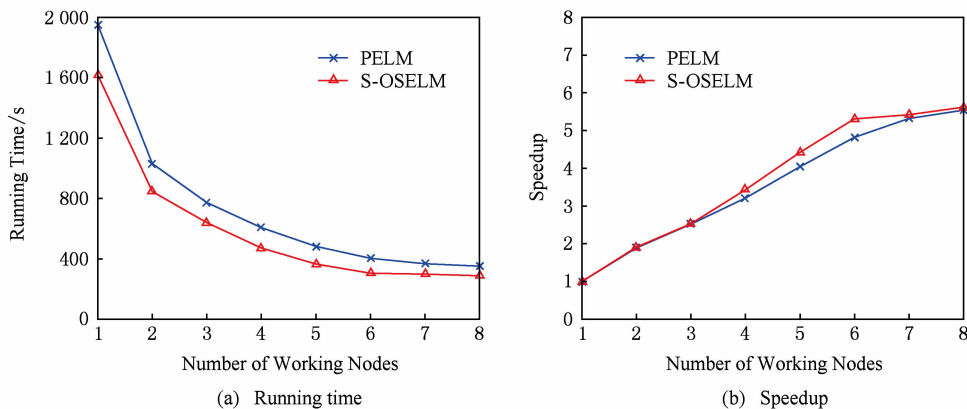 2 000
1 600
1 200
800
400
0
Running Time/s
PELM
S-OSELM
1 2 3 4 5 6 7 8
Number of Working Nodes
(a) Running time
8
7
6
5
4
3
2
1
0
Speedup
PELM
S-OSELM
1 2 3 4 5 6 7 8
Number of Working Nodes
(b) Speedup